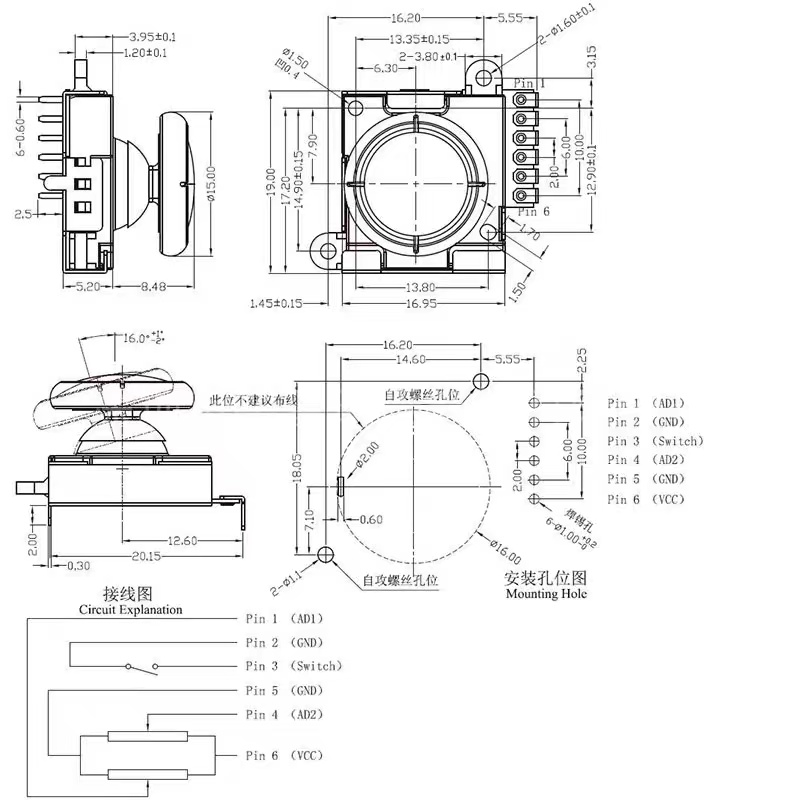 3.95±0.1
1.20±0.1
6-0.60
2.5
ø15.00
5.20
8.48
16.20
5.55
13.35±0.15
2-3.80±0.1
6.30
2-ø1.60±0.1
ø1.50
凹0.4
3.15
Pin 1
19.00
17.20
14.90±0.15
7.90
2.00
6.00
10.00
12.90±0.1
Pin 6
1.70
1.50
13.80
1.45±0.15
16.95
16.0°+1°-2°
2.00
0.30
12.60
20.15
16.20
14.60
5.55
2.25
此位不建议布线
自攻螺丝孔位
ø2.00
18.05
7.10
0.60
2.00
6.00
10.00
ø16.00
2-ø1.1
自攻螺丝孔位
焊锡孔
6-ø1.00+0.2-0
Pin 1 (AD1)
Pin 2 (GND)
Pin 3 (Switch)
Pin 4 (AD2)
Pin 5 (GND)
Pin 6 (VCC)
安装孔位图
Mounting Hole
接线图
Circuit Explanation
Pin 1 (AD1)
Pin 2 (GND)
Pin 3 (Switch)
Pin 5 (GND)
Pin 4 (AD2)
Pin 6 (VCC)